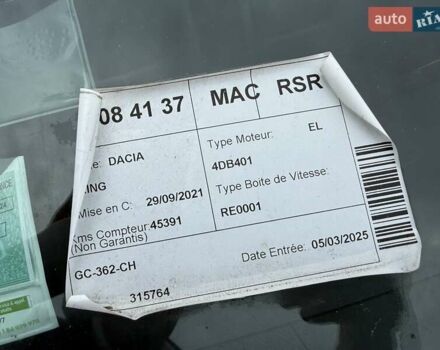 auto RIA
08 41 37 MAC RSR
: DACIA
ING
Mise en C: 29/09/2021
Kms Compteur: 45391
(Non Garantis)
GC-362-CH
315764
Type Moteur: EL
4DB401
Type Boite de Vitesse:
RE0001
Date Entrée: 05/03/2025